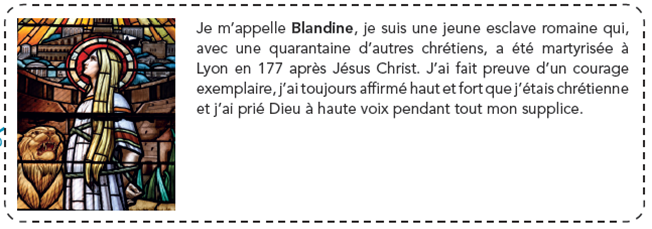 Je m’appelle Blandine, je suis une jeune esclave romaine qui,
avec une quarantaine d’autres chrétiens, a été martyrisée à
Lyon en 177 après Jésus Christ. J’ai fait preuve d’un courage
exemplaire, j’ai toujours affirmé haut et fort que j’étais chrétienne
et j’ai prié Dieu à haute voix pendant tout mon supplice.